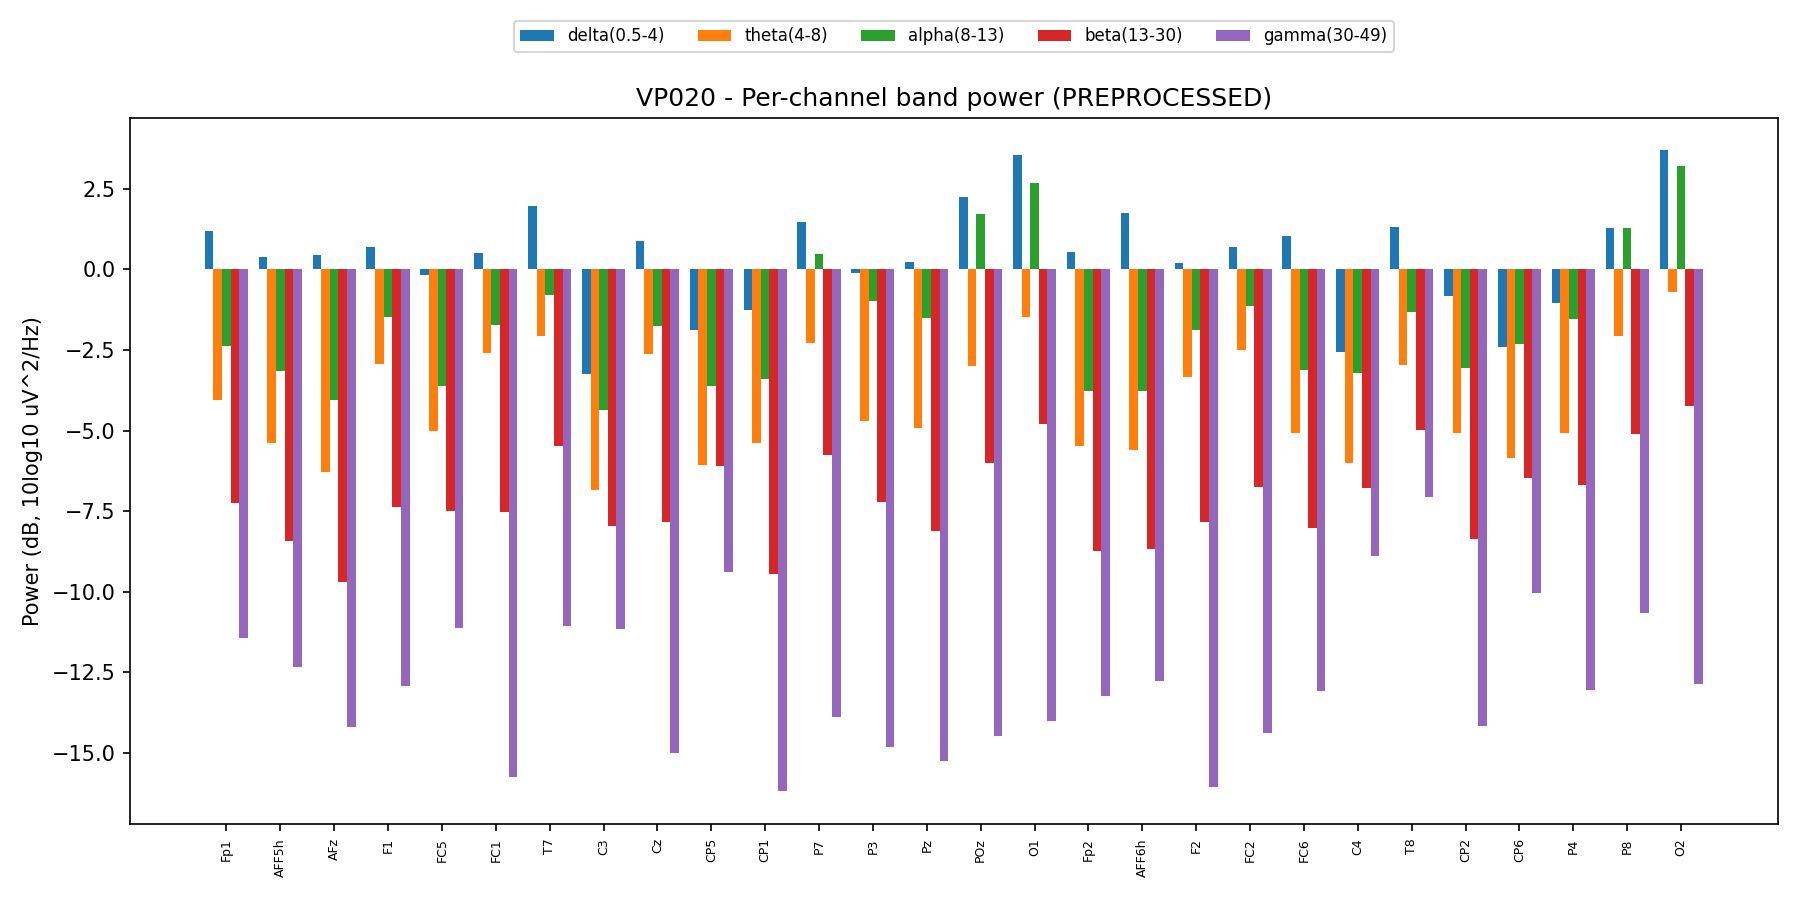 delta(0.5-4) theta(4-8) alpha(8-13) beta(13-30) gamma(30-49)
VP020 - Per-channel band power (PREPROCESSED)
Power (dB, 10log10 uV^2/Hz)
2.5
0.0
−2.5
−5.0
−7.5
−10.0
−12.5
−15.0
Fp1 AFF5h AFz F1 FC5 FC1 T7 C3 Cz CP5 CP1 P7 P3 Pz POz O1 Fp2 AFF6h F2 FC2 FC6 C4 T8 CP2 CP6 P4 P8 O2